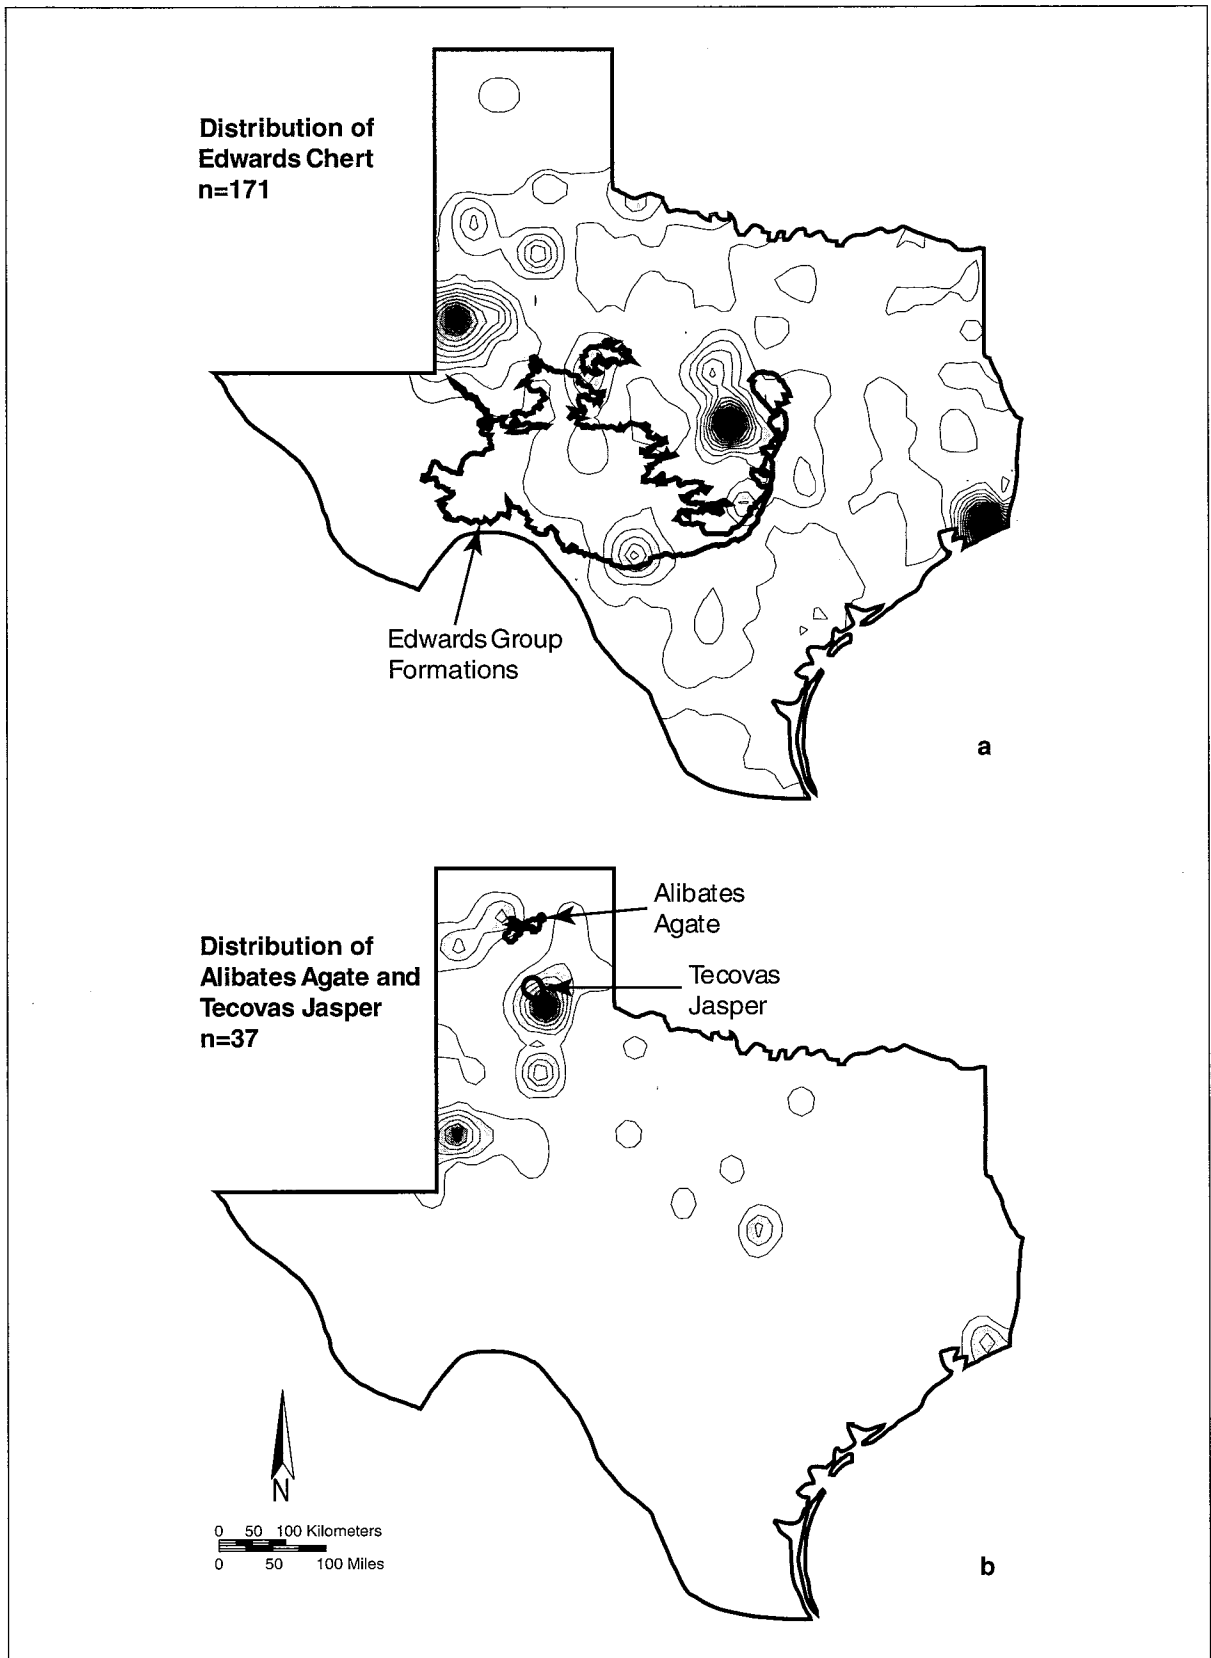 Distribution of
Edwards Chert
n=171
Edwards Group
Formations
a
Alibates
Agate
Distribution of
Alibates Agate and
Tecovas Jasper
n=37
Tecovas
Jasper
N
0 50 100 Kilometers
0 50 100 Miles
b